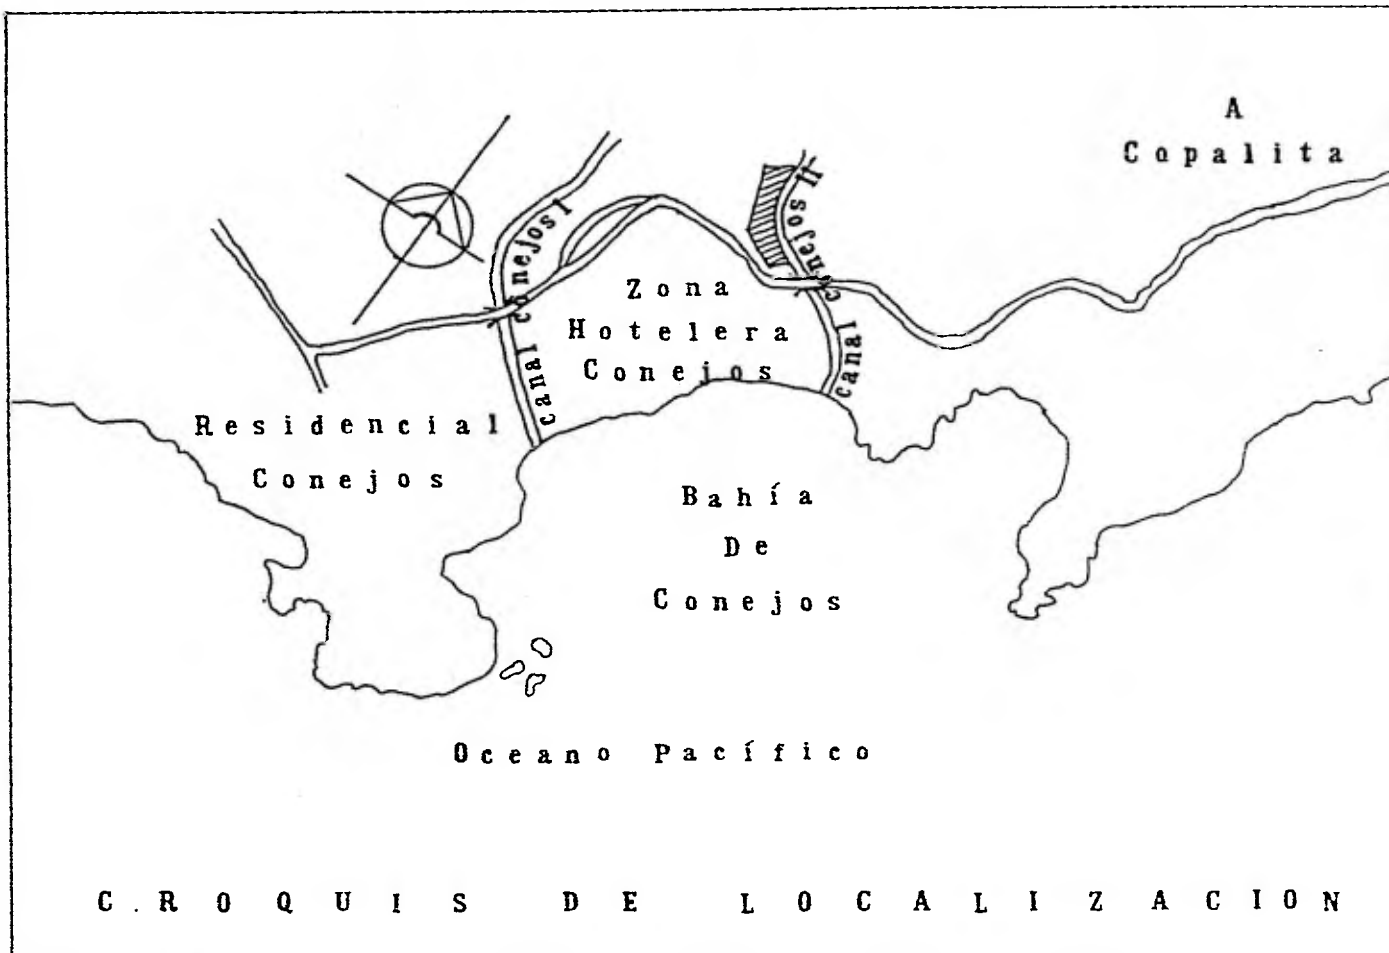 A
Copalita
canal conejos I
canal conejos II
Zona
Hotelera
Conejos
Residencial
Conejos
Bahía
De
Conejos
Oceano Pacífico
CROQUIS DE LOCALIZACION